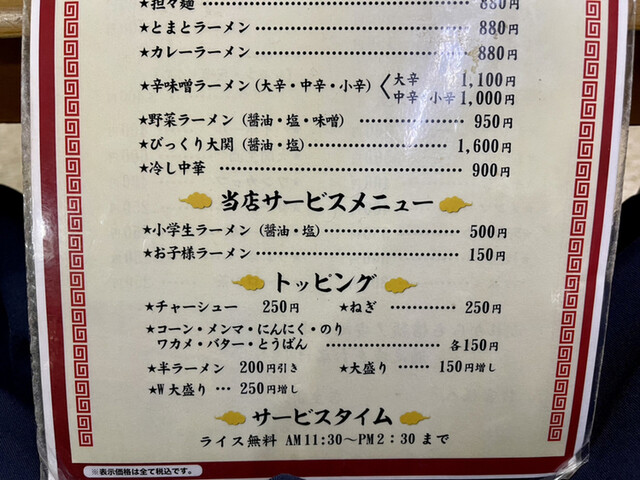 ★担々麺 880円
★とまとラーメン 880円
★カレーラーメン 880円
★辛味噌ラーメン (大辛・中辛・小辛) 〈 大辛 1,100円
中辛・小辛 1,000円
★野菜ラーメン (醤油・塩・味噌) ………… 950円
★びっくり大関 (醤油・塩) ………… 1,600円
★冷し中華 ………… 900円
当店サービスメニュー
★小学生ラーメン (醤油・塩) ………… 500円
★お子様ラーメン ………… 150円
トッピング
★チャーシュー 250円 ★ねぎ ………… 250円
★コーン・メンマ・にんにく・のり
ワカメ・バター・とうばん ………… 各150円
★半ラーメン 200円引き ★大盛り …… 150円増し
★W大盛り … 250円増し
サービスタイム
ライス無料 AM11:30〜PM2:30まで
※表示価格は全て税込です。